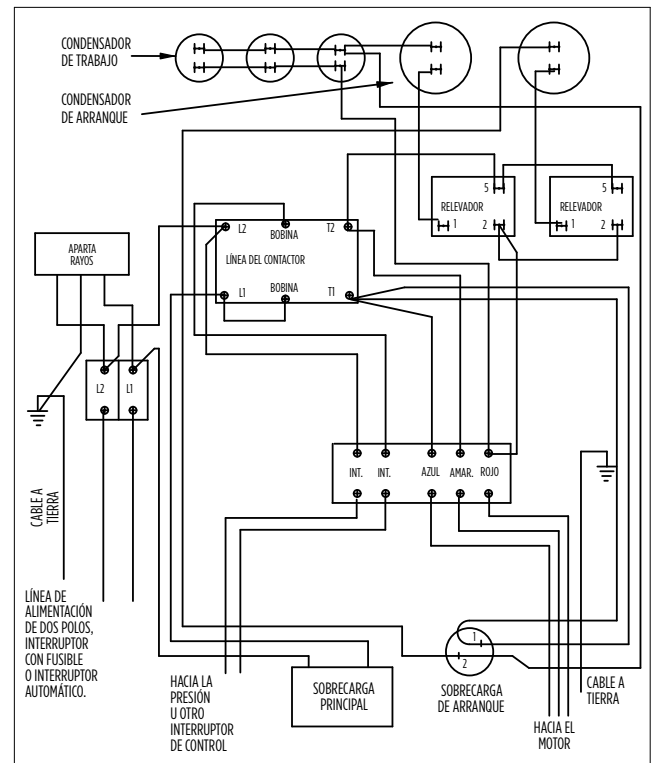 CONDENSADOR
DE TRABAJO
CONDENSADOR
DE ARRANQUE
5
RELEVADOR
1
2
5
RELEVADOR
1
2
L2
BOBINA
T2
LÍNEA DEL CONTACTOR
L1
BOBINA
T1
APARTA
RAYOS
L2
L1
INT.
INT.
AZUL
AMAR.
ROJO
CABLE A
TIERRA
LÍNEA DE
ALIMENTACIÓN
DE DOS POLOS,
INTERRUPTOR
CON FUSIBLE
O INTERRUPTOR
AUTOMÁTICO.
HACIA LA
PRESIÓN
U OTRO
INTERRUPTOR
DE CONTROL
SOBRECARGA
PRINCIPAL
1
2
SOBRECARGA
DE ARRANQUE
CABLE A
TIERRA
HACIA EL
MOTOR